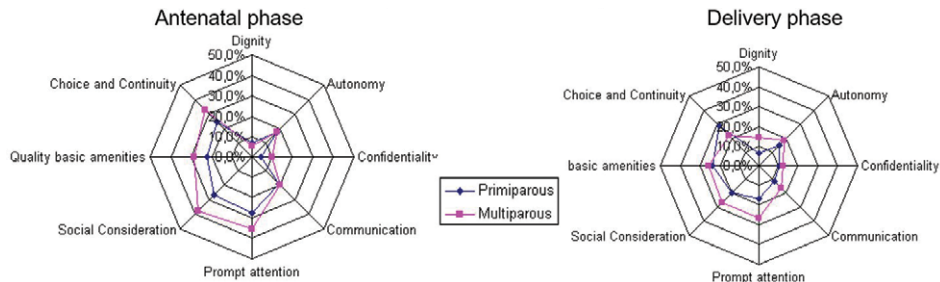 Antenatal phase
Dignity
50,0%
40,0%
30,0%
20,0%
10,0%
0,0%
Choice and Continuity
Autonomy
Quality basic amenities
Confidentiality
Social Consideration
Communication
Prompt attention
Primiparous
Multiparous
Delivery phase
Dignity
50,0%
40,0%
30,0%
20,0%
10,0%
0,0%
Choice and Continuity
Autonomy
basic amenities
Confidentiality
Social Consideration
Communication
Prompt attention